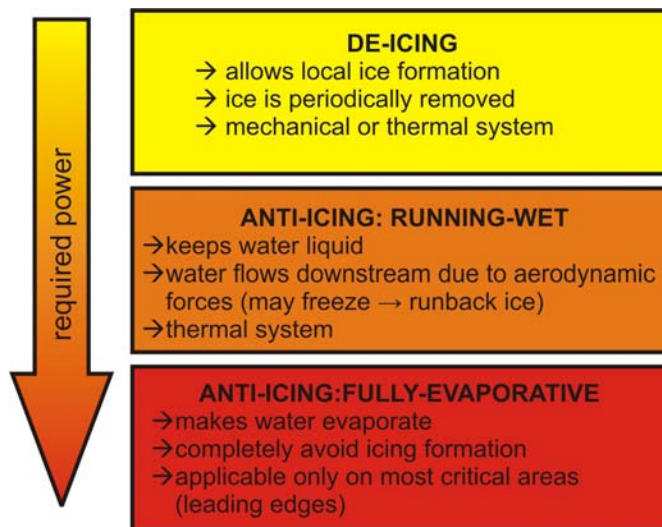 required power
DE-ICING
→ allows local ice formation
→ ice is periodically removed
→ mechanical or thermal system
ANTI-ICING: RUNNING-WET
→keeps water liquid
→water flows downstream due to aerodynamic
forces (may freeze → runback ice)
→thermal system
ANTI-ICING:FULLY-EVAPORATIVE
→makes water evaporate
→completely avoid icing formation
→applicable only on most critical areas
(leading edges)